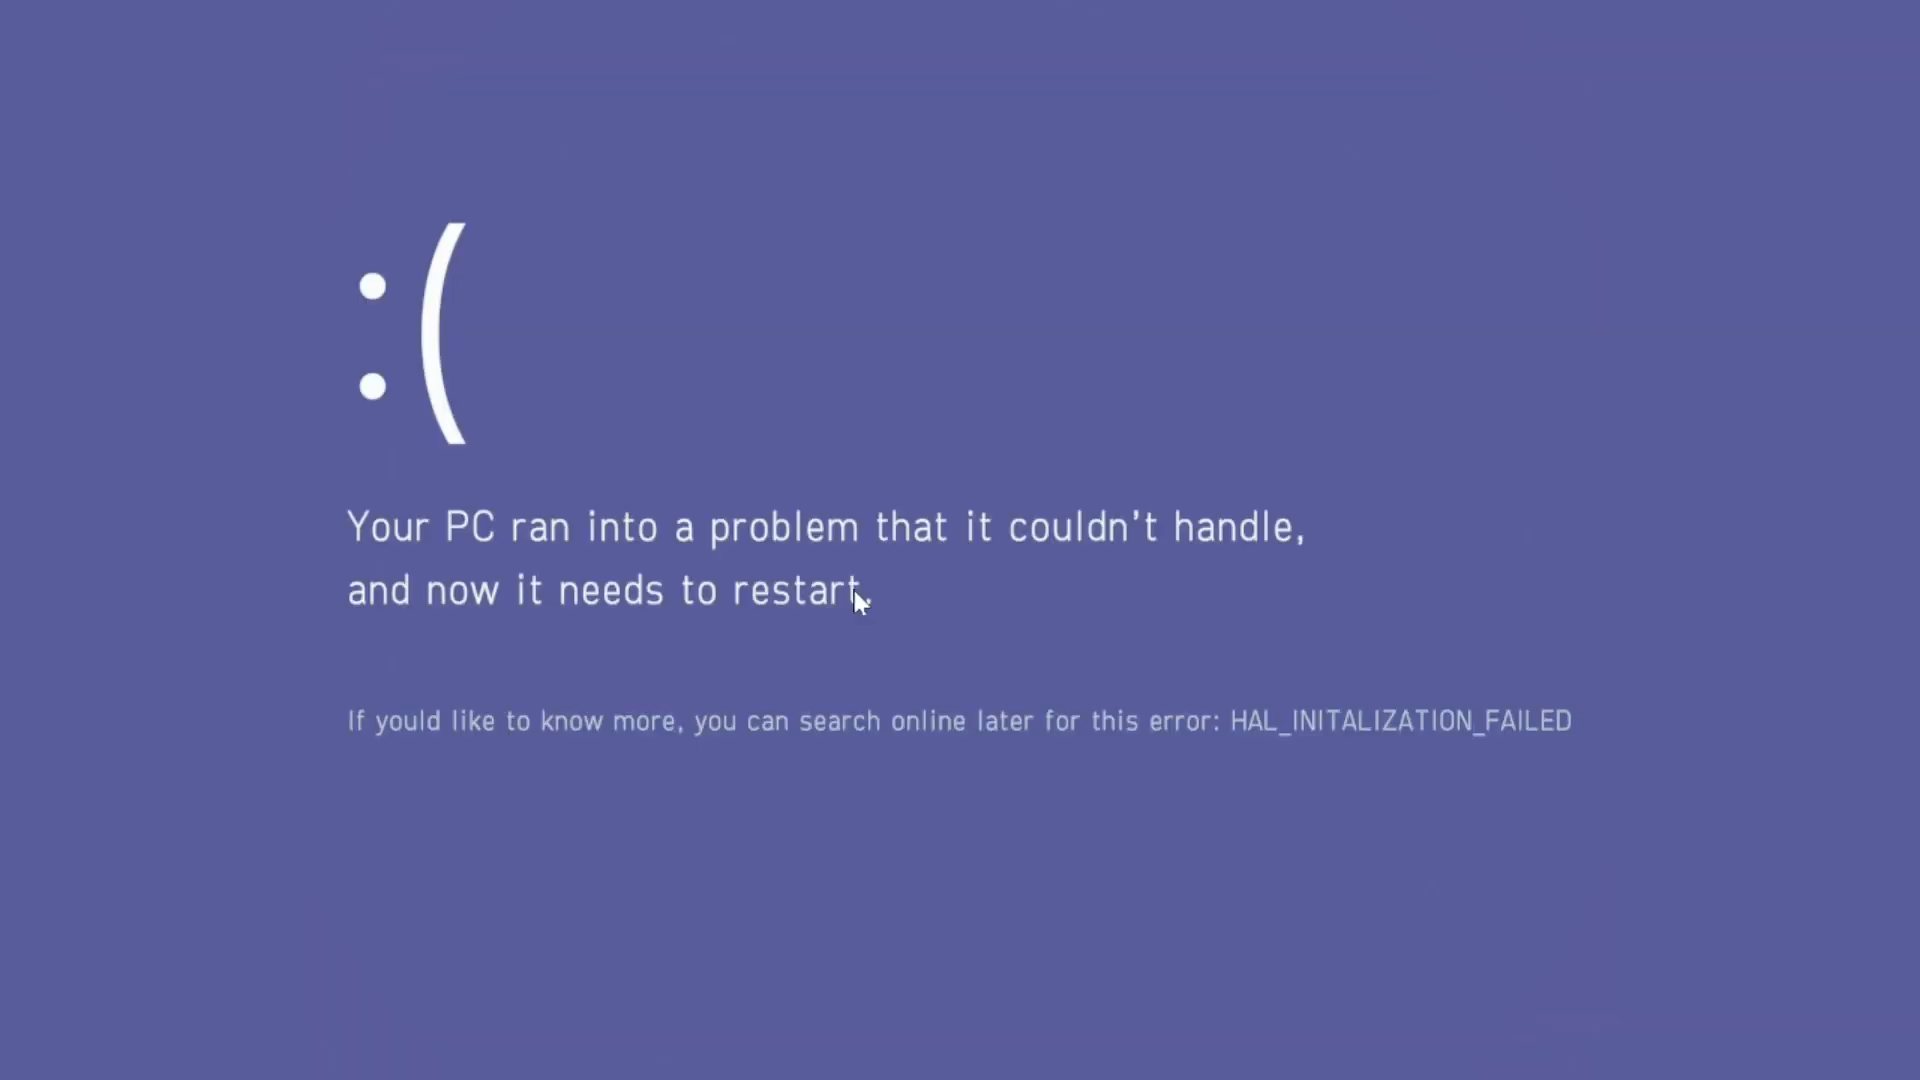 :(
Your PC ran into a problem that it couldn't handle,
and now it needs to restart.
If yould like to know more, you can search online later for this error: HAL_INITALIZATION_FAILED